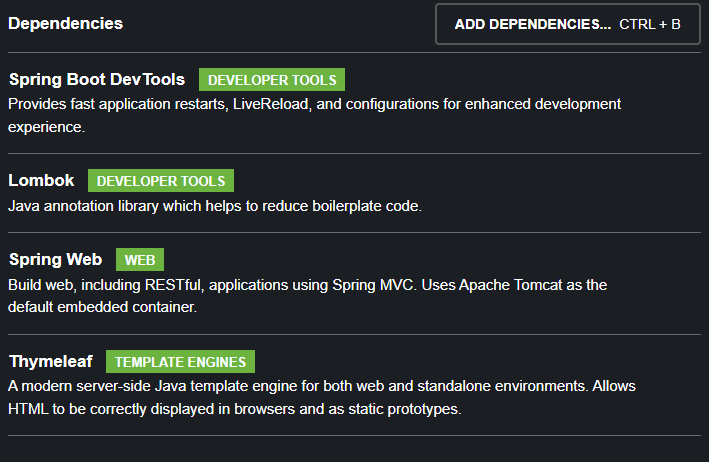 Dependencies
ADD DEPENDENCIES... CTRL + B
Spring Boot DevTools DEVELOPER TOOLS
Provides fast application restarts, LiveReload, and configurations for enhanced development
experience.
Lombok DEVELOPER TOOLS
Java annotation library which helps to reduce boilerplate code.
Spring Web WEB
Build web, including RESTful, applications using Spring MVC. Uses Apache Tomcat as the
default embedded container.
Thymeleaf TEMPLATE ENGINES
A modern server-side Java template engine for both web and standalone environments. Allows
HTML to be correctly displayed in browsers and as static prototypes.